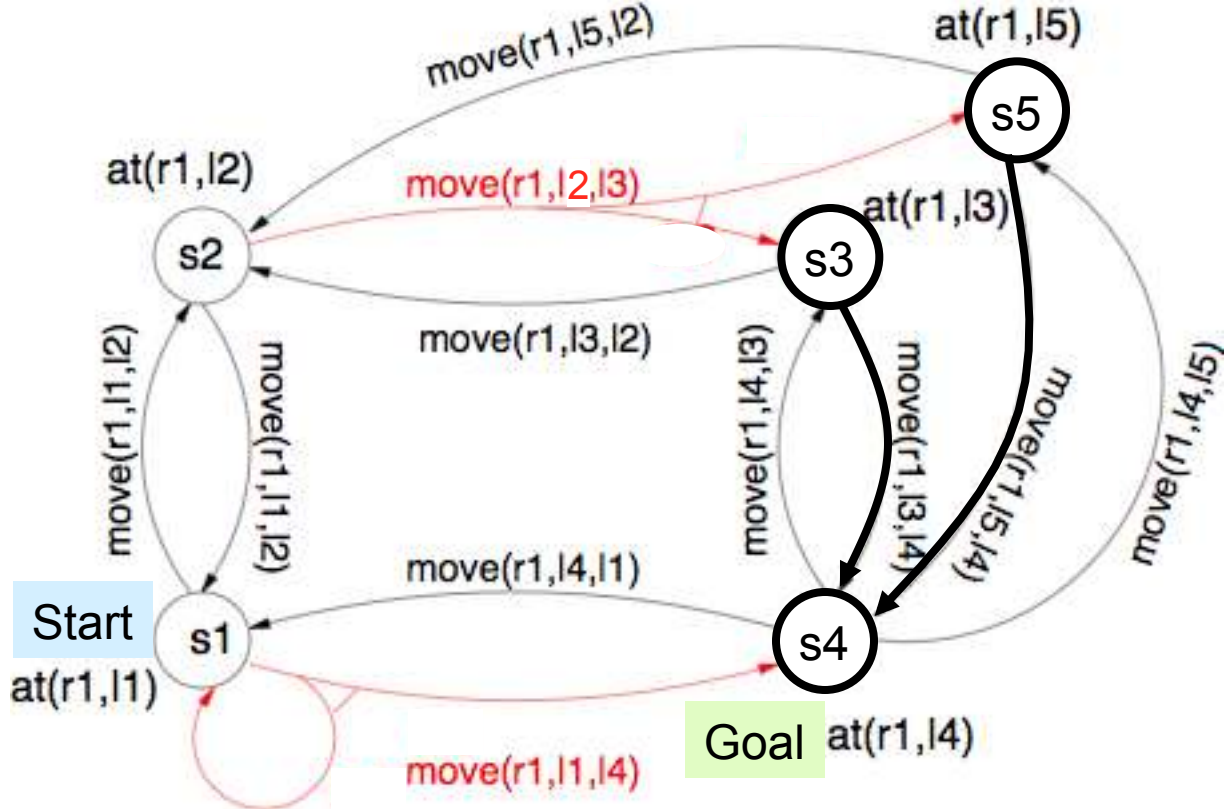 move(r1,l5,l2)
at(r1,l5)
s5
at(r1,l2)
move(r1,l2,l3)
at(r1,l3)
s2
s3
move(r1,l3,l2)
move(r1,l1,l2)
move(r1,l1,l2)
move(r1,l4,l3)
move(r1,l3,l4)
move(r1,l5,l4)
move(r1,l4,l5)
move(r1,l4,l1)
Start
s1
s4
at(r1,l1)
Goal
at(r1,l4)
move(r1,l1,l4)